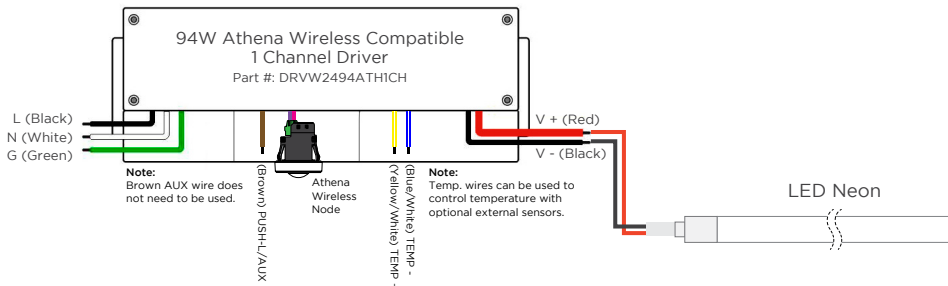 94W Athena Wireless Compatible
1 Channel Driver
Part #: DRVW2494ATH1CH
L (Black)
N (White)
G (Green)
Note:
Brown AUX wire does
not need to be used.
(Brown) PUSH-L/AUX
Athena
Wireless
Node
(Yellow/White) TEMP -
(Blue/White) TEMP -
Note:
Temp. wires can be used to
control temperature with
optional external sensors.
V + (Red)
V - (Black)
LED Neon